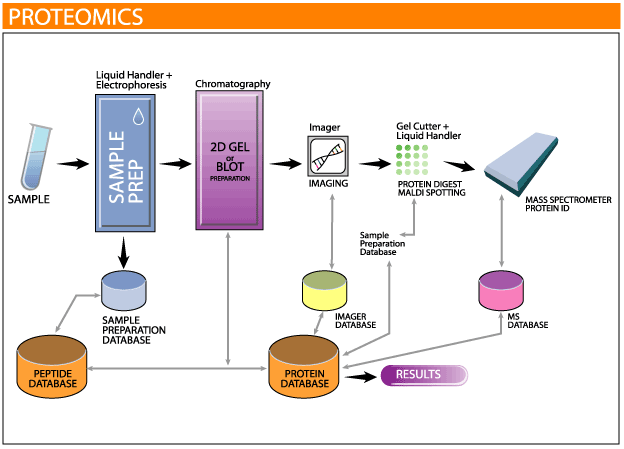 PROTEOMICS
Liquid Handler +
Electrophoresis
Chromatography
Imager
Gel Cutter +
Liquid Handler
SAMPLE
SAMPLE
PREP
2D GEL
or
BLOT
PREPARATION
IMAGING
PROTEIN DIGEST
MALDI SPOTTING
MASS SPECTROMETER
PROTEIN ID
Sample
Preparation
Database
SAMPLE
PREPARATION
DATABASE
IMAGER
DATABASE
MS
DATABASE
PEPTIDE
DATABASE
PROTEIN
DATABASE
RESULTS